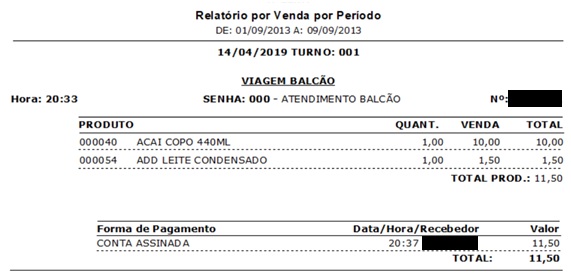 Relatório por Venda por Período
DE: 01/09/2013 A: 09/09/2013
14/04/2019 TURNO: 001
VIAGEM BALCÃO
Hora: 20:33 SENHA: 000 - ATENDIMENTO BALCÃO Nº:
PRODUTO QUANT. VENDA TOTAL
000040 ACAI COPO 440ML 1,00 10,00 10,00
000054 ADD LEITE CONDENSADO 1,00 1,50 1,50
TOTAL PROD.: 11,50
Forma de Pagamento Data/Hora/Recebedor Valor
CONTA ASSINADA 20:37 11,50
TOTAL: 11,50